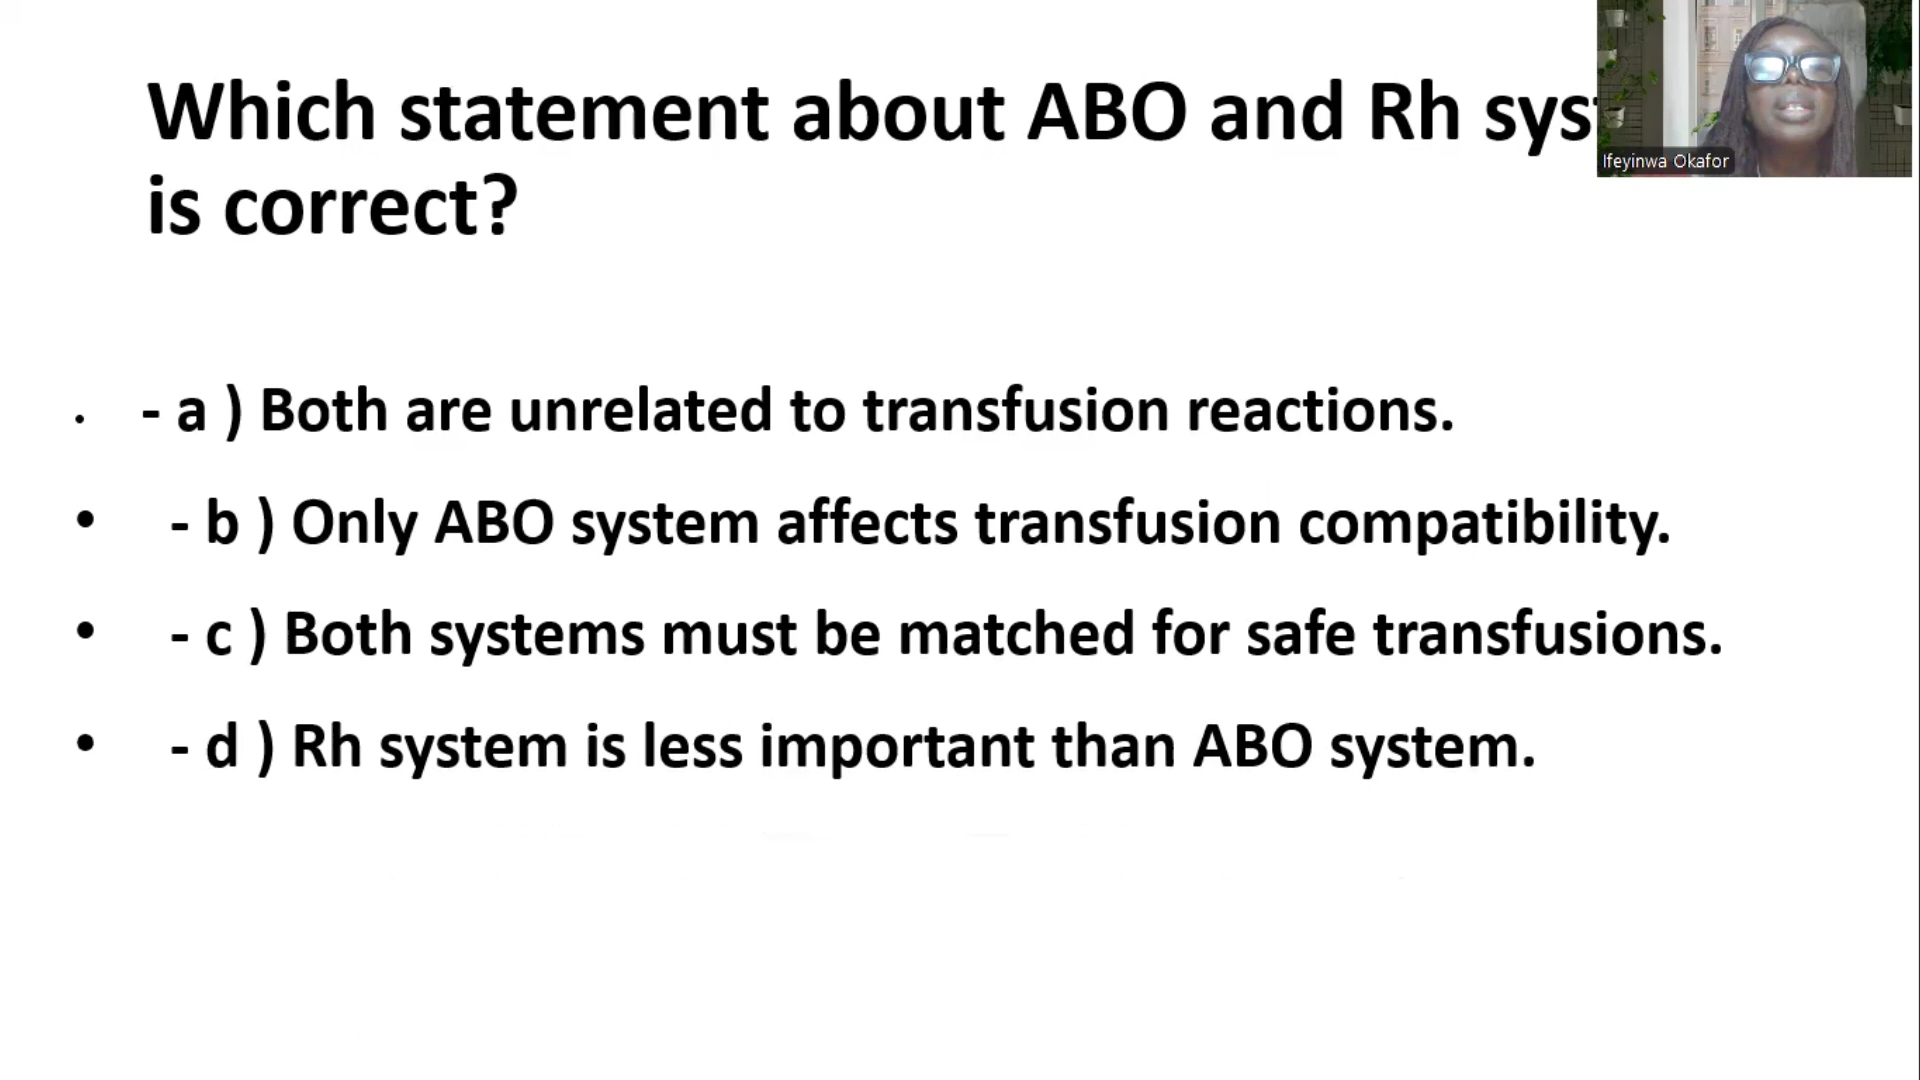 Which statement about ABO and Rh
is correct?
Ifeyinwa Okafor
- a ) Both are unrelated to transfusion reactions.
- b ) Only ABO system affects transfusion compatibility.
- c ) Both systems must be matched for safe transfusions.
- d ) Rh system is less important than ABO system.